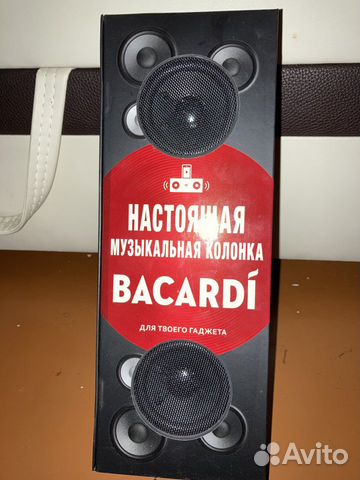 НАСТОЯЩАЯ
МУЗЫКАЛЬНАЯ КОЛОНКА
BACARDÍ
ДЛЯ ТВОЕГО ГАДЖЕТА
Avito